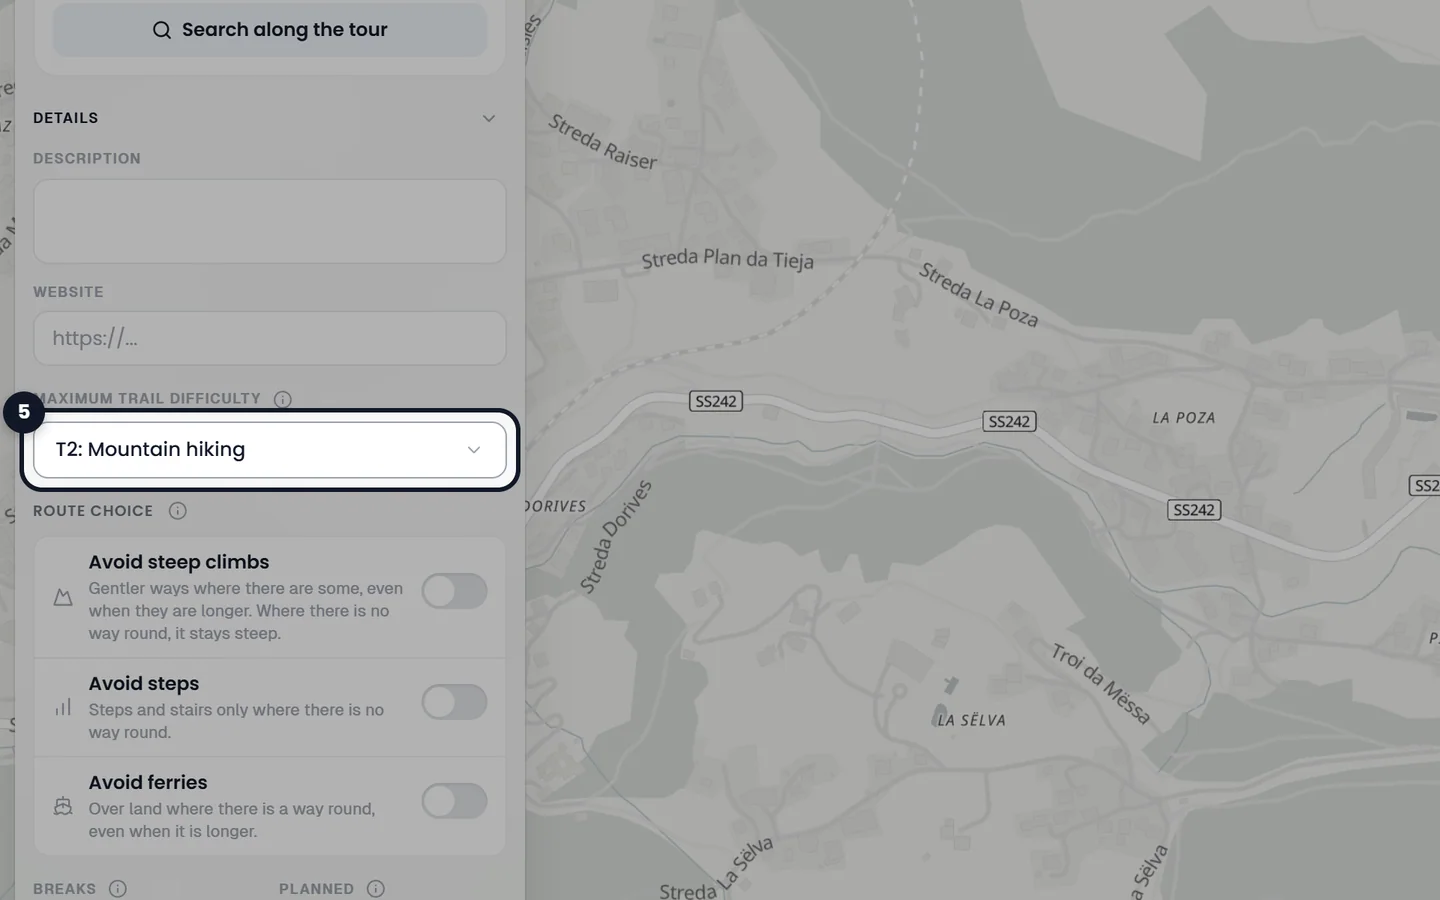 Search along the tour
DETAILS
DESCRIPTION
WEBSITE
https://...
MAXIMUM TRAIL DIFFICULTY
5
T2: Mountain hiking
ROUTE CHOICE
Avoid steep climbs
Gentler ways where there are some, even
when they are longer. Where there is no
way round, it stays steep.
Avoid steps
Steps and stairs only where there is no
way round.
Avoid ferries
Over land where there is a way round,
even when it is longer.
BREAKS
PLANNED
Streda Raiser
Streda Plan da Tieja
Streda La Poza
SS242
SS242
LA POZA
SS242
DORIVES
Streda Dorives
Troi da Mëssa
LA SËLVA
Streda La Sëlva
a Sëlva